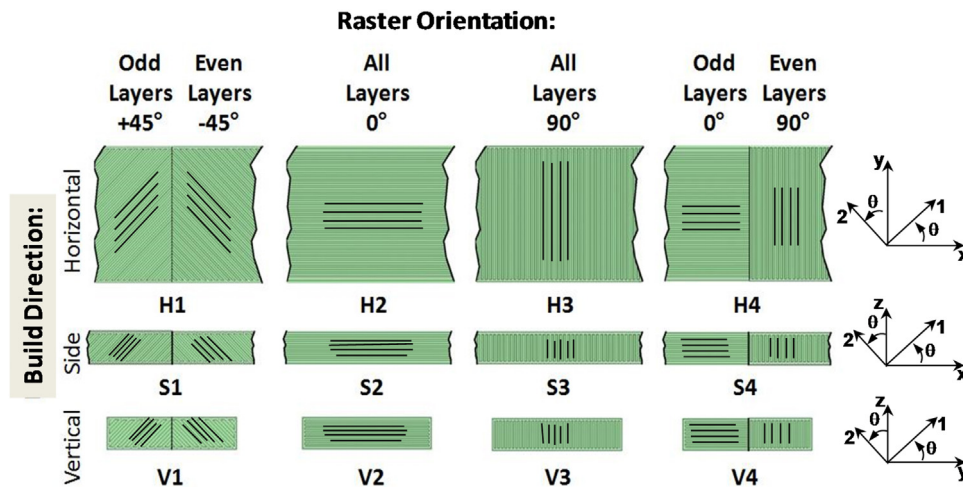 Raster Orientation:
Odd Layers +45°
Even Layers -45°
All Layers 0°
All Layers 90°
Odd Layers 0°
Even Layers 90°
Build Direction:
Horizontal
H1 H2 H3 H4
y 2 θ 1 θ x
Side
S1 S2 S3 S4
z 2 θ 1 θ x
Vertical
V1 V2 V3 V4
z 2 θ 1 θ y